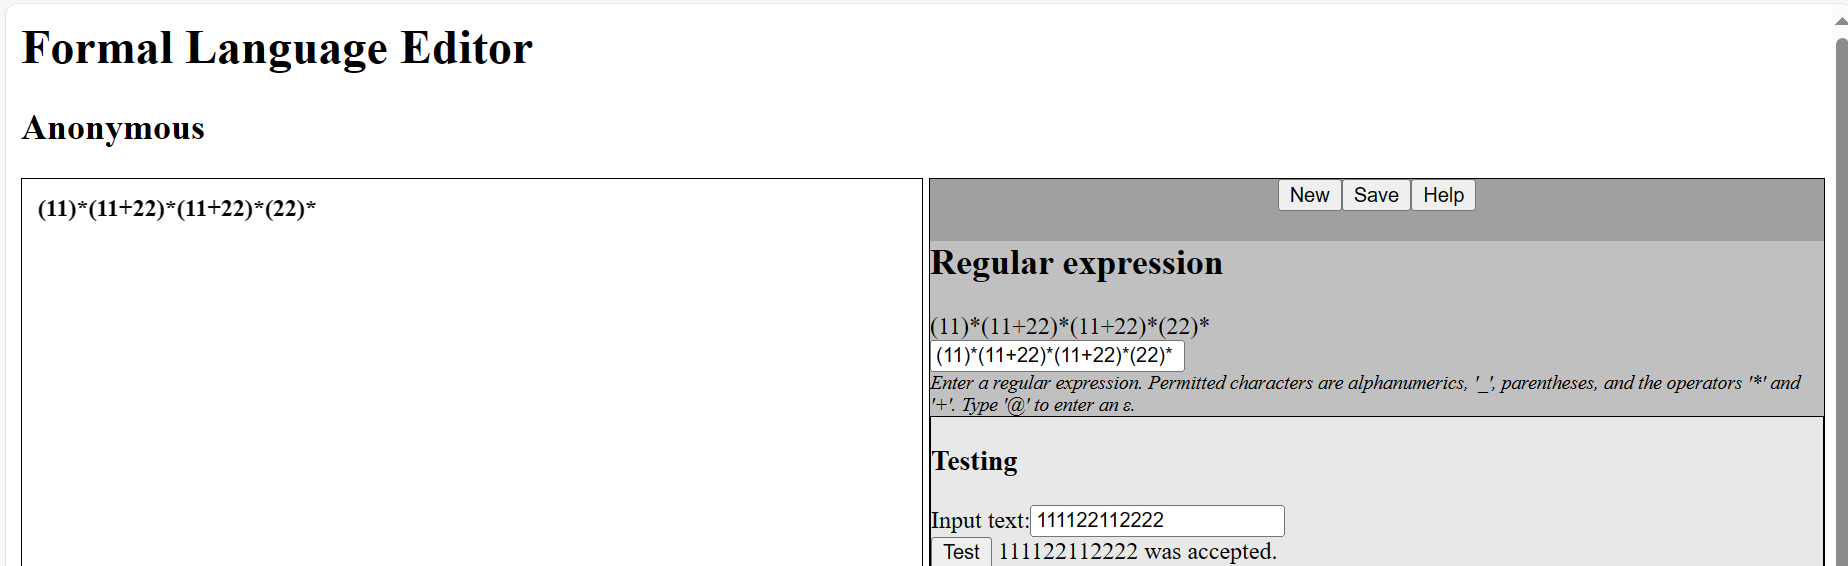 Formal Language Editor
Anonymous
(11)*(11+22)*(11+22)*(22)*
New Save Help
Regular expression
(11)*(11+22)*(11+22)*(22)*
(11)*(11+22)*(11+22)*(22)*
Enter a regular expression. Permitted characters are alphanumerics, '_', parentheses, and the operators '*' and
'+'. Type '@' to enter an ε.
Testing
Input text: 111122112222
Test 111122112222 was accepted.